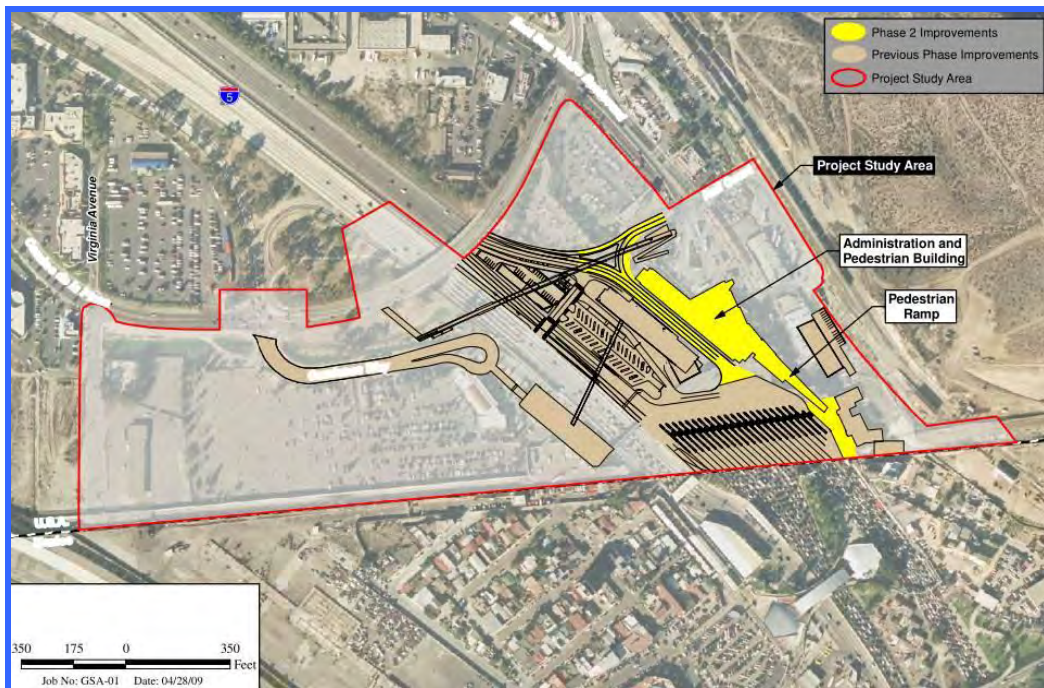 Phase 2 Improvements
Previous Phase Improvements
Project Study Area
5
Virginia Avenue
Project Study Area
Administration and
Pedestrian Building
Pedestrian
Ramp
350 175 0 350
Feet
Job No: GSA-01 Date: 04/28/09